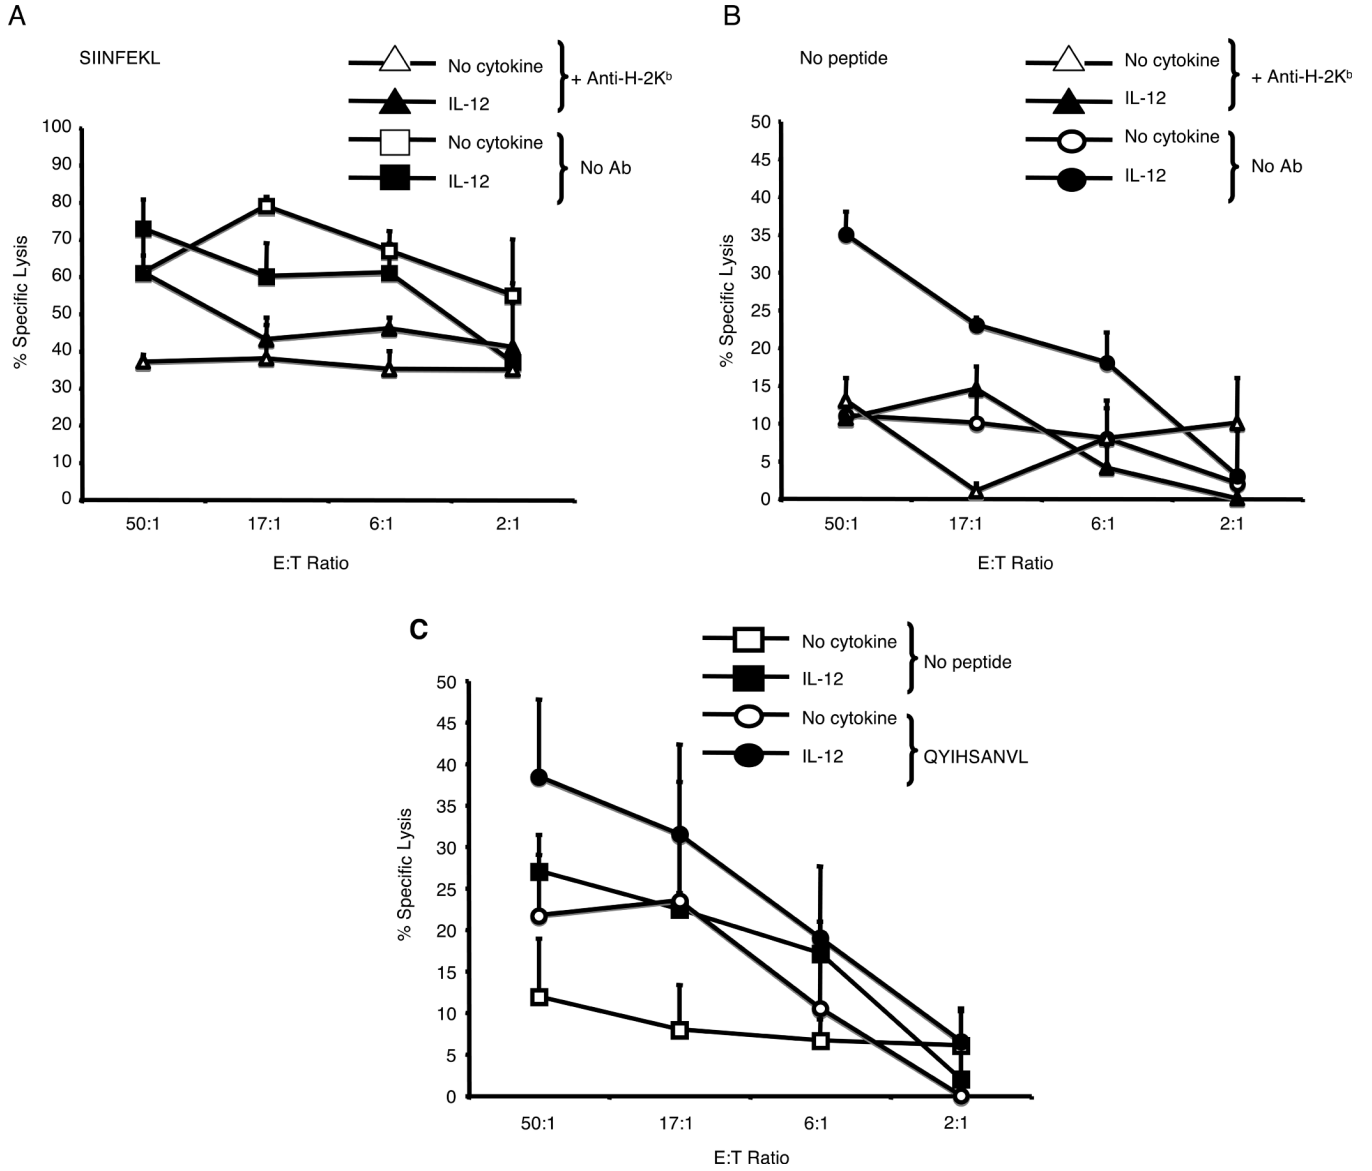 A
SIINFEKL
No cytokine
IL-12
+ Anti-H-2Kᵇ
No cytokine
IL-12
No Ab
100
90
80
70
60
50
40
30
20
10
0
% Specific Lysis
50:1 17:1 6:1 2:1
E:T Ratio
B
No peptide
No cytokine
IL-12
+ Anti-H-2Kᵇ
No cytokine
IL-12
No Ab
50
45
40
35
30
25
20
15
10
5
0
% Specific Lysis
50:1 17:1 6:1 2:1
E:T Ratio
C
No cytokine
IL-12
No peptide
No cytokine
IL-12
QYIHSANVL
50
45
40
35
30
25
20
15
10
5
0
% Specific Lysis
50:1 17:1 6:1 2:1
E:T Ratio